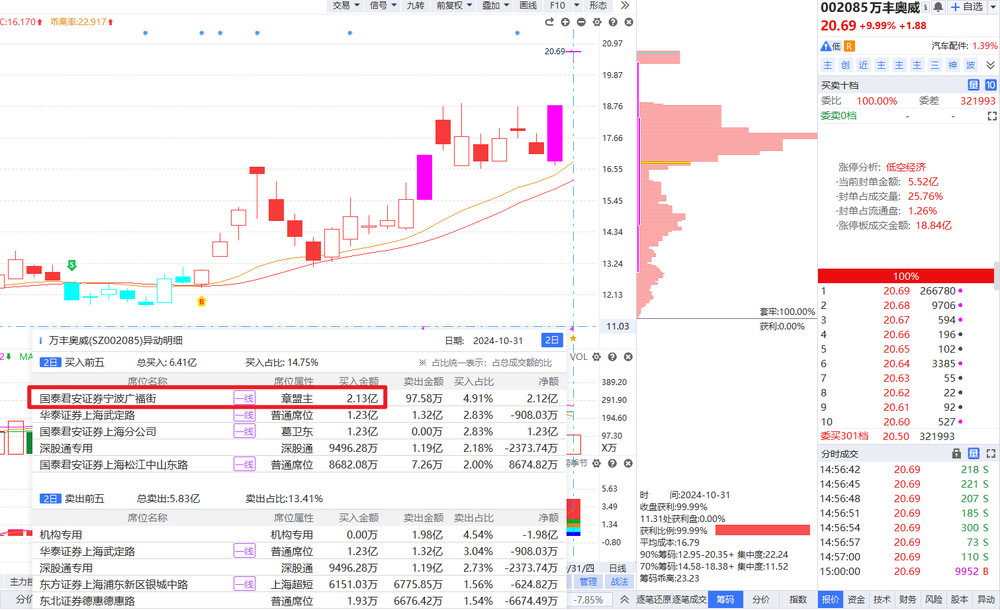 交易 信号 九转 前复权 叠加 画线 F10 形态
C:16.170 乖离率:22.917
20.69
20.97
19.87
18.76
17.66
16.55
15.45
14.34
13.24
12.13
11.03
S
B
套牢:100.00%
获利:0.00%
VOL
389.20
291.90
194.60
97.30
X万
5.63
3.49
1.34
-0.80
万丰奥威(SZ002085)异动明细 日期: 2024-10-31 2日
2日 买入前五 总买入: 6.41亿 买入占比: 14.75% ※ 占比统一表示: 占总成交额的比
席位名称 席位属性 买入金额 卖出金额 买入占比 净额
国泰君安证券宁波广福街 一线 章盟主 2.13亿 97.58万 4.91% 2.12亿
华泰证券上海武定路 一线 普通席位 1.23亿 1.32亿 2.83% -908.03万
国泰君安证券上海分公司 一线 葛卫东 1.23亿 0.00万 2.83% 1.23亿
深股通专用 深股通 9496.28万 1.19亿 2.18% -2373.74万
国泰君安证券上海松江中山东路 一线 普通席位 8682.08万 7.26万 2.00% 8674.82万
2日 卖出前五 总卖出:5.83亿 卖出占比:13.41%
席位名称 席位属性 买入金额 卖出金额 卖出占比 净额
机构专用 机构专用 0.00万 1.98亿 4.54% -1.98亿
华泰证券上海武定路 一线 普通席位 1.23亿 1.32亿 3.04% -908.03万
深股通专用 深股通 9496.28万 1.19亿 2.73% -2373.74万
东方证券上海浦东新区银城中路 一线 上海超短 6151.03万 6775.85万 1.56% -624.82万
东北证券德惠德惠路 普通席位 1.93万 6676.42万 1.54% -6674.49万
MA
主力控
分价
/31/四 日线
管理 战法
-7.85%
时 间:2024-10-31
收盘获利:99.99%
11.31处获利盘:0.00%
获利比例:99.99%
平均成本:16.79
90%筹码:12.95-20.35+ 集中度:22.24
70%筹码:14.58-18.38+ 集中度:11.52
筹码乖离:23.23
逐笔还原 逐笔成交 筹码 分价 指数
002085 万丰奥威 自选
20.69 +9.99% +1.88
低 R 汽车配件: 1.39%
主 创 近 主 主 主 三 神 波
买卖十档 量 10
委比 100.00% 委差 321993
委卖0档 - -
涨停分析: 低空经济
·当前封单金额: 5.52亿
·封单占成交量: 25.76%
·封单占流通盘: 1.26%
·涨停板成交金额: 18.84亿
100%
1 20.69 266780
2 20.68 9706
3 20.67 594
4 20.66 196
5 20.65 102
6 20.64 3385
7 20.63 55
8 20.62 22
9 20.61 92
10 20.60 527
委买301档 20.50 321993
分时成交 量
14:56:42 20.69 218 S
14:56:45 20.69 221 S
14:56:48 20.69 207 S
14:56:51 20.69 185 S
14:56:54 20.69 300 S
14:56:57 20.69 73 S
14:57:00 20.69 110 S
15:00:00 20.69 9952 B
报价 资金 技术 财务 风险 股本 异动